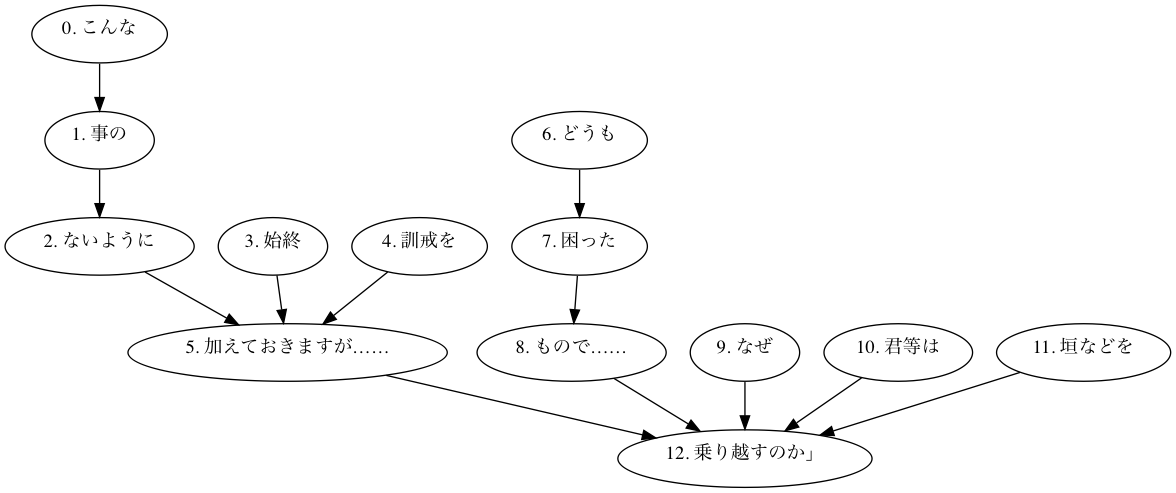 0. こんな
1. 事の
6. どうも
2. ないように
3. 始終
4. 訓戒を
7. 困った
5. 加えておきますが……
8. もので……
9. なぜ
10. 君等は
11. 垣などを
12. 乗り越すのか」